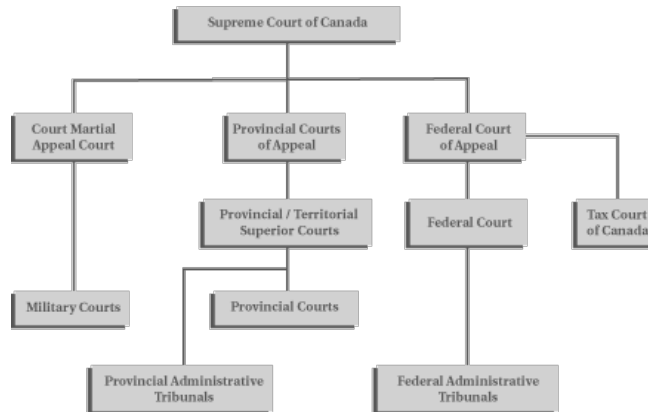 Supreme Court of Canada
Court Martial
Appeal Court
Provincial Courts
of Appeal
Federal Court
of Appeal
Provincial / Territorial
Superior Courts
Federal Court
Tax Court
of Canada
Military Courts
Provincial Courts
Provincial Administrative
Tribunals
Federal Administrative
Tribunals